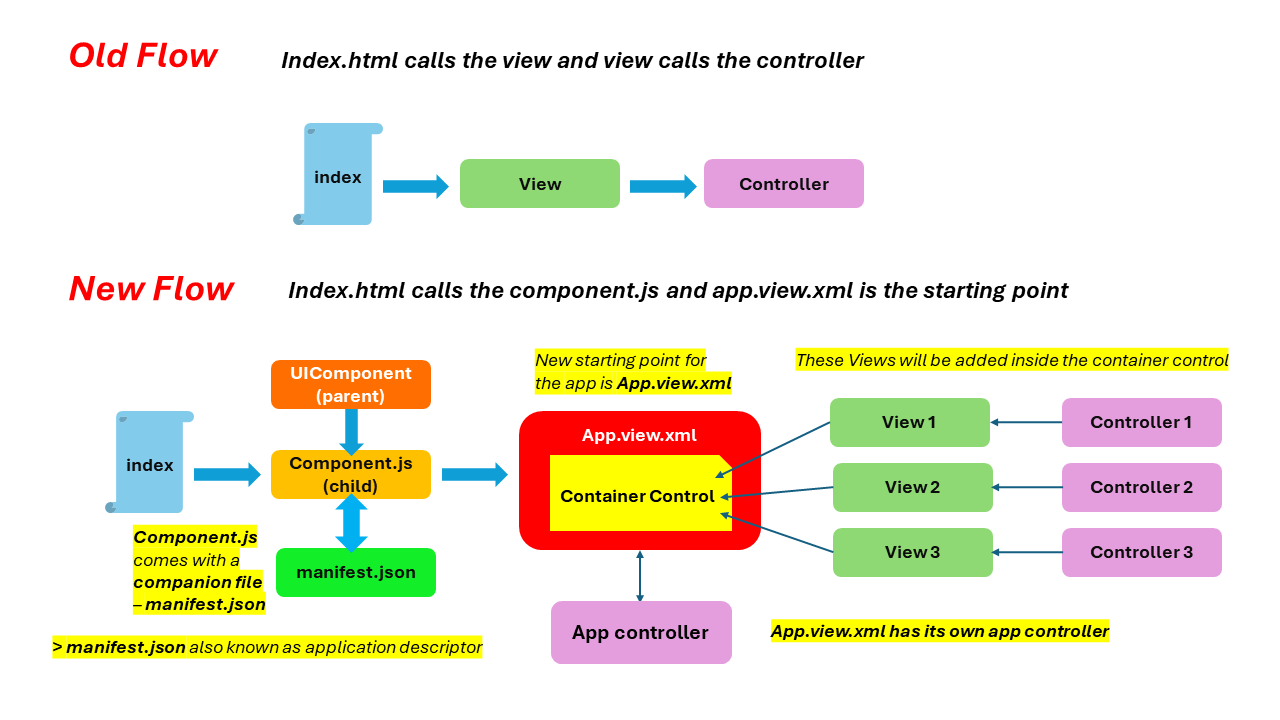 Old Flow
Index.html calls the view and view calls the controller
index
View
Controller
New Flow
Index.html calls the component.js and app.view.xml is the starting point
New starting point for
the app is App.view.xml
These Views will be added inside the container control
UIComponent
(parent)
index
Component.js
(child)
manifest.json
Component.js
comes with a
companion file
– manifest.json
> manifest.json also known as application descriptor
App.view.xml
Container Control
App controller
View 1
Controller 1
View 2
Controller 2
View 3
Controller 3
App.view.xml has its own app controller